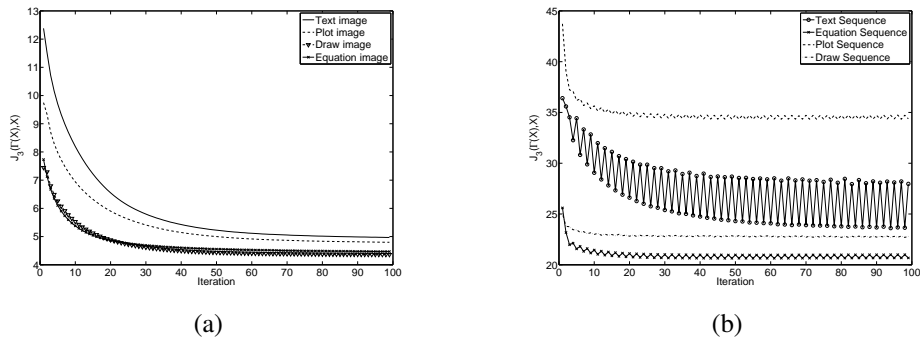 13
12
11
10
9
8
7
6
5
4
J3(Γ(X),X)
0 10 20 30 40 50 60 70 80 90 100
Iteration
Text image
Plot image
Draw image
Equation image
(a)
45
40
35
30
25
20
J3(Γ(X),X)
0 10 20 30 40 50 60 70 80 90 100
Iteration
Text Sequence
Equation Sequence
Plot Sequence
Draw Sequence
(b)